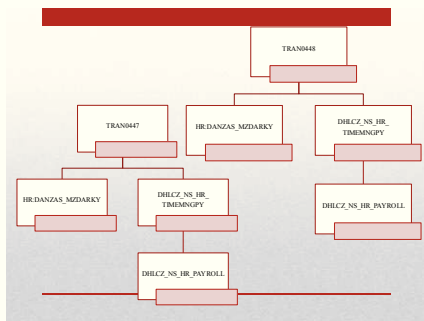 TRAN0448
TRAN0447
HR:DANZAS_MZDARKY
DHLCZ_NS_HR_
TIMEMNGPY
HR:DANZAS_MZDARKY
DHLCZ_NS_HR_
TIMEMNGPY
DHLCZ_NS_HR_PAYROLL
DHLCZ_NS_HR_PAYROLL